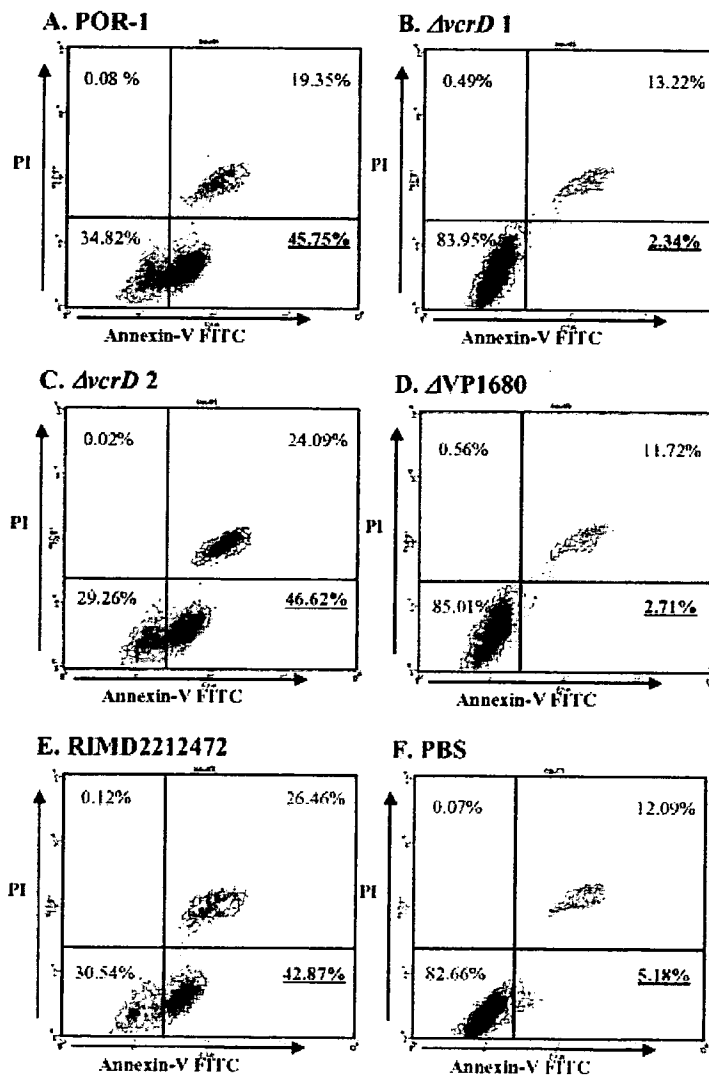 A. POR-1
0.08 %
19.35%
PI
34.82%
45.75%
Annexin-V FITC
B. ΔvcrD 1
0.49%
13.22%
PI
83.95%
2.34%
Annexin-V FITC
C. ΔvcrD 2
0.02%
24.09%
PI
29.26%
46.62%
Annexin-V FITC
D. ΔVP1680
0.56%
11.72%
PI
85.01%
2.71%
Annexin-V FITC
E. RIMD2212472
0.12%
26.46%
PI
30.54%
42.87%
Annexin-V FITC
F. PBS
0.07%
12.09%
PI
82.66%
5.18%
Annexin-V FITC